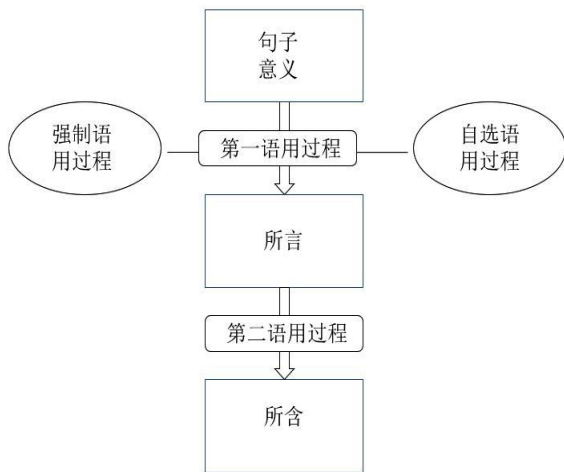 句子
意义
强制语
用过程
第一语用过程
自选语
用过程
所言
第二语用过程
所含